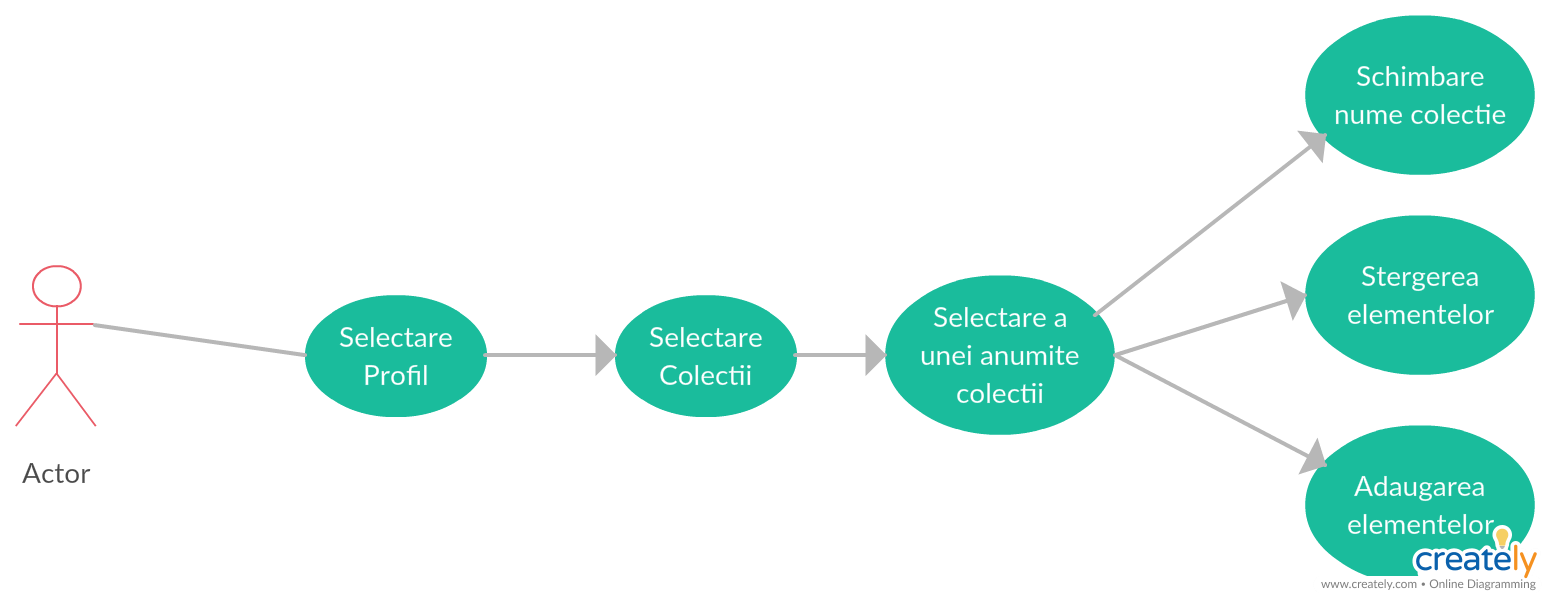 Schimbare
nume colectie
Stergerea
elementelor
Selectare
Profil
Selectare
Colectii
Selectare a
unei anumite
colectii
Actor
Adaugarea
elementelor
creately
www.creately.com • Online Diagramming